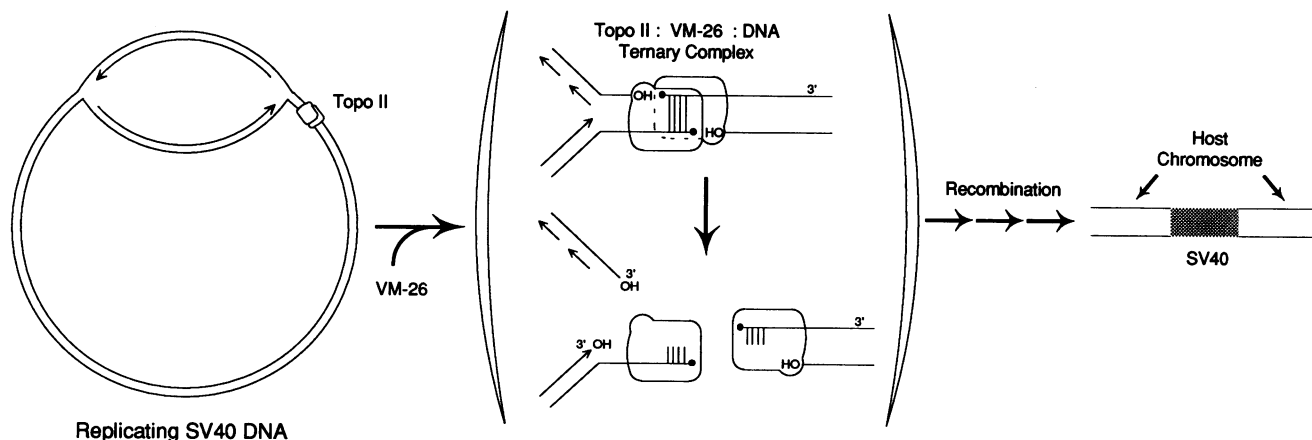 Topo II
Replicating SV40 DNA
VM-26
Topo II : VM-26 : DNA
Ternary Complex
OH
3'
HO
3'
OH
3' OH
3'
HO
Recombination
Host
Chromosome
SV40